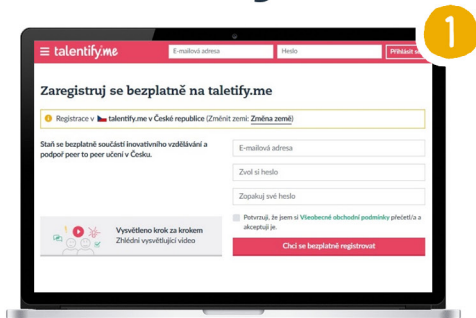 1
talentify.me
E-mailová adresa
Heslo
Přihlásit se
Zaregistruj se bezplatně na taletify.me
Registrace v talentify.me v České republice (Změnit zemi: Změna země)
Staň se bezplatně součástí inovativního vzdělávání a
podpoř peer to peer učení v Česku.
E-mailová adresa
Zvol si heslo
Zopakuj své heslo
Potvrzuji, že jsem si Všeobecné obchodní podmínky přečetl/a a
akceptuji je.
Chci se bezplatně registrovat
Vysvětleno krok za krokem
Zhlédni vysvětlující video